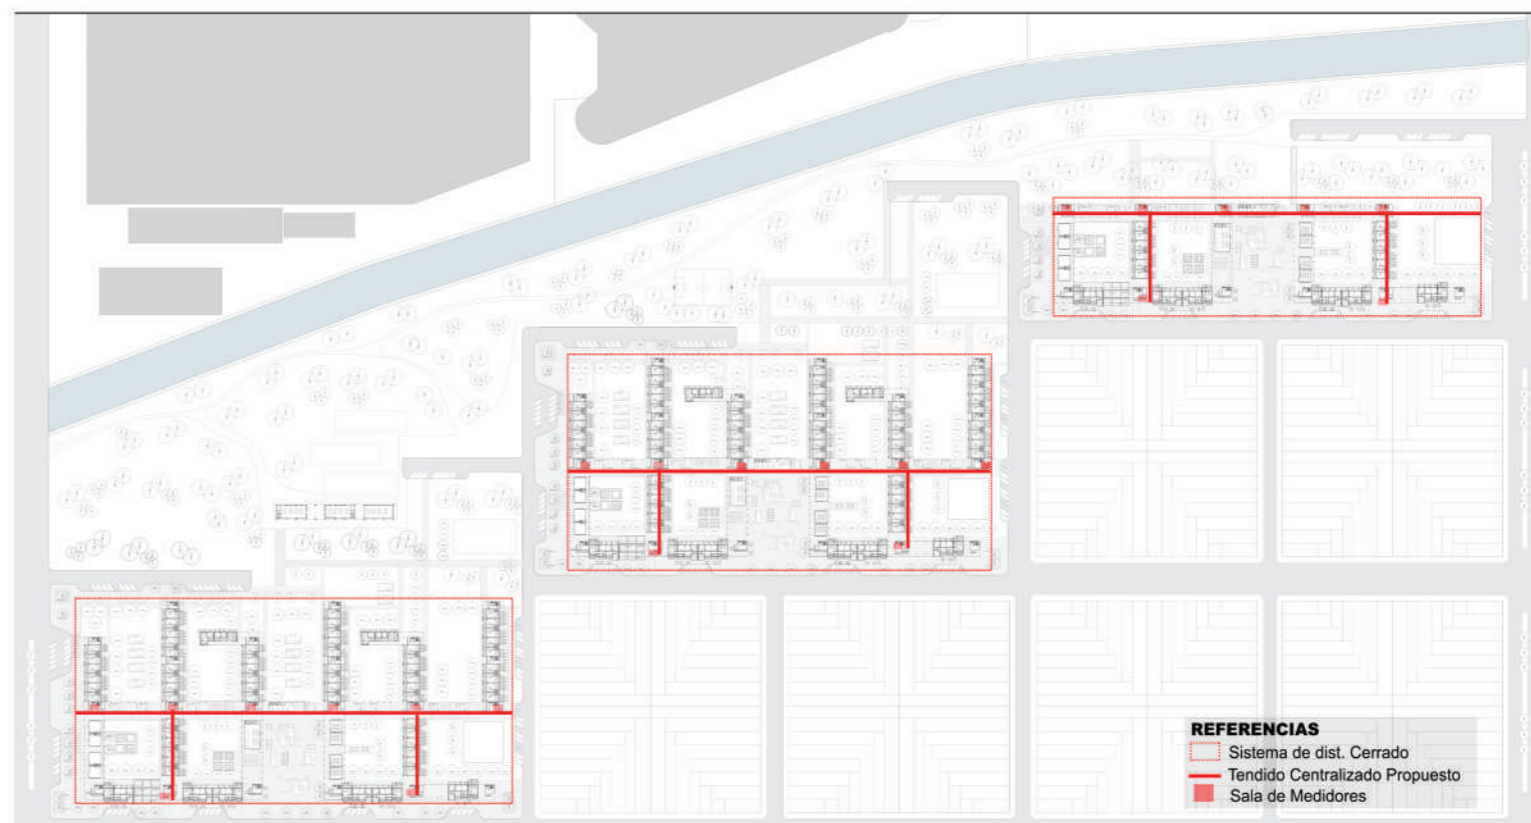 REFERENCIAS
Sistema de dist. Cerrado
Tendido Centralizado Propuesto
Sala de Medidores